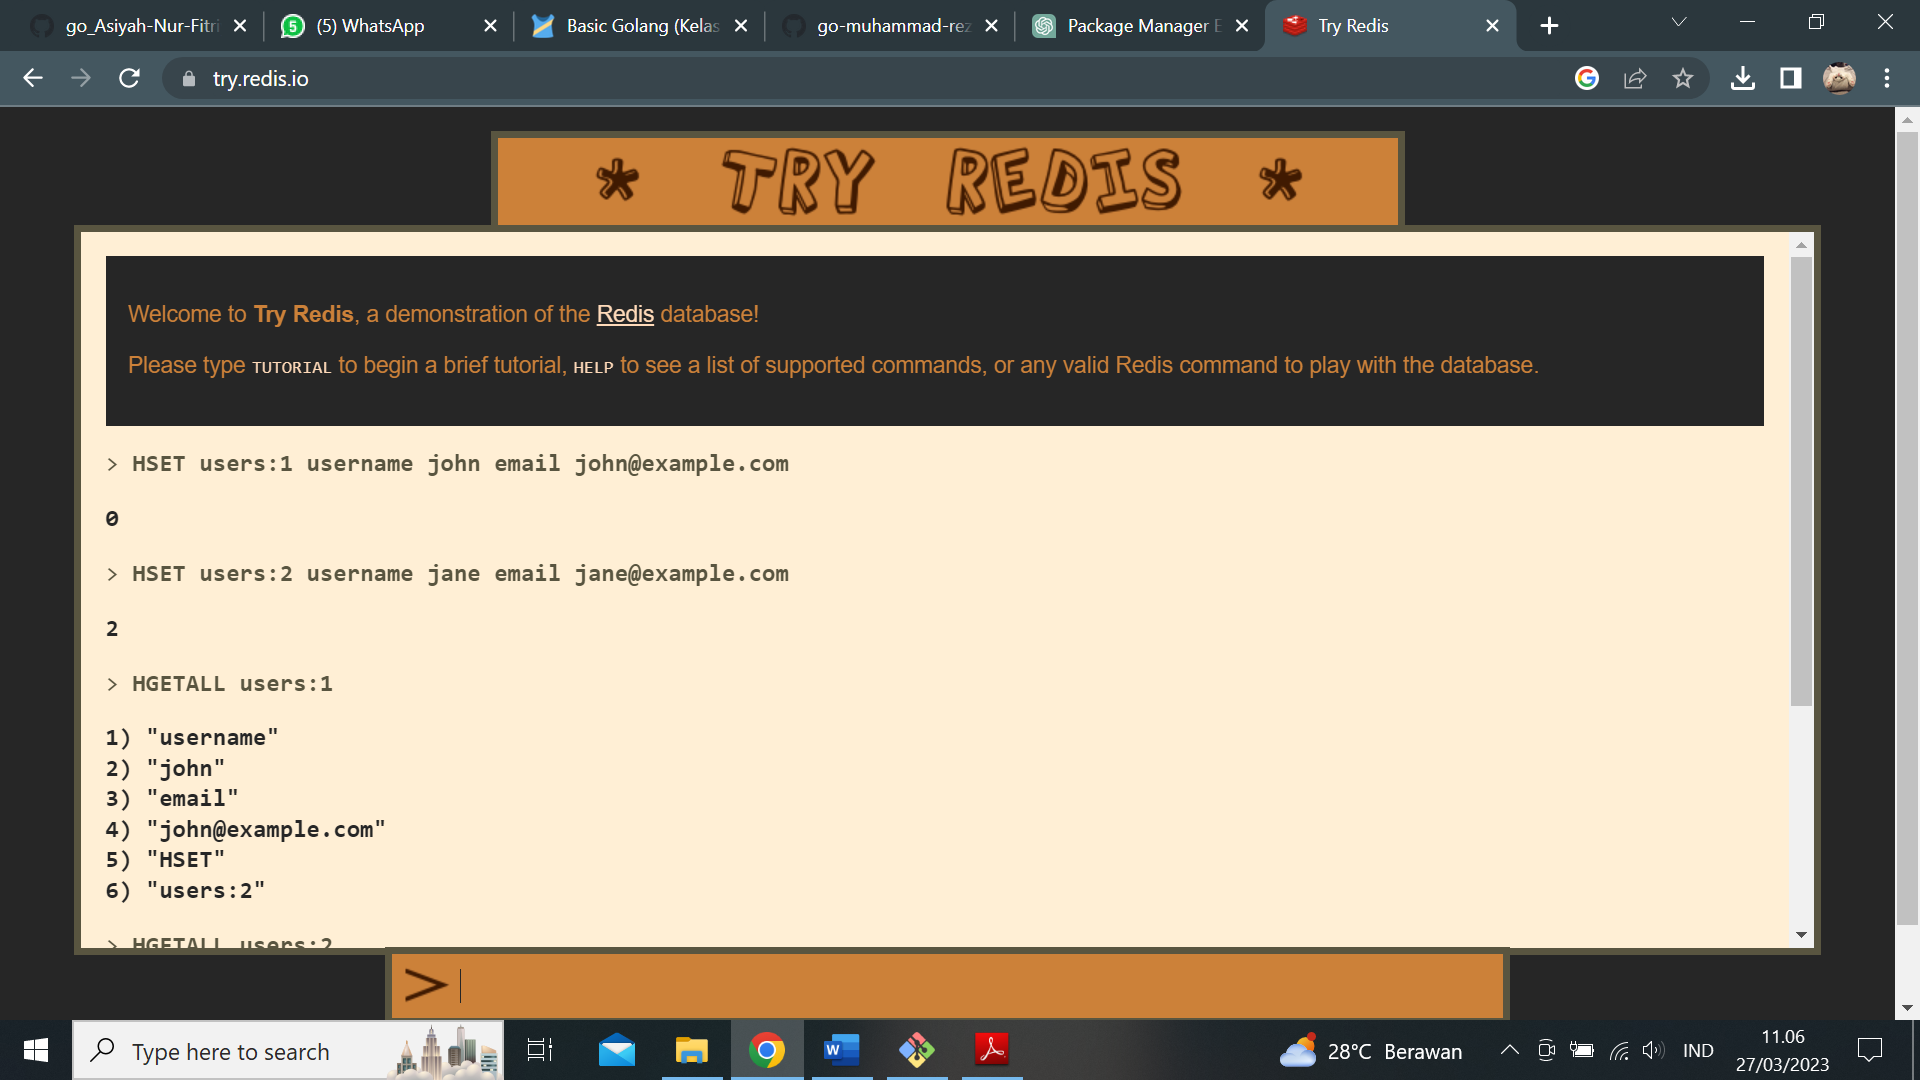 go_Asiyah-Nur-Fitri
5 (5) WhatsApp
Basic Golang (Kelas
go-muhammad-rez
Package Manager E
Try Redis
try.redis.io
* TRY REDIS *
Welcome to Try Redis, a demonstration of the Redis database!
Please type TUTORIAL to begin a brief tutorial, HELP to see a list of supported commands, or any valid Redis command to play with the database.
> HSET users:1 username john email john@example.com
0
> HSET users:2 username jane email jane@example.com
2
> HGETALL users:1
1) "username"
2) "john"
3) "email"
4) "john@example.com"
5) "HSET"
6) "users:2"
> HGETALL users:2
>
Type here to search
28°C Berawan
IND
11.06
27/03/2023